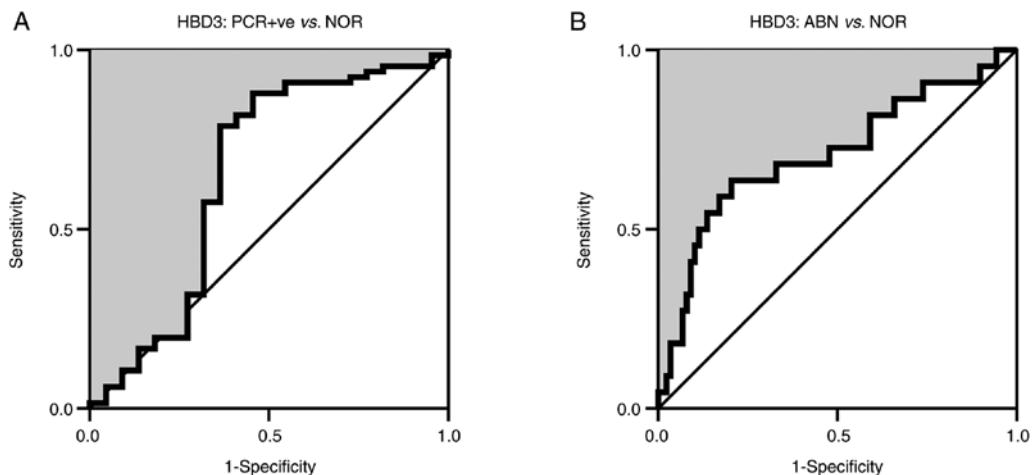 A
HBD3: PCR+ve vs. NOR
1.0
0.5
0.0
Sensitivity
0.0
0.5
1.0
1-Specificity
B
HBD3: ABN vs. NOR
1.0
0.5
0.0
Sensitivity
0.0
0.5
1.0
1-Specificity